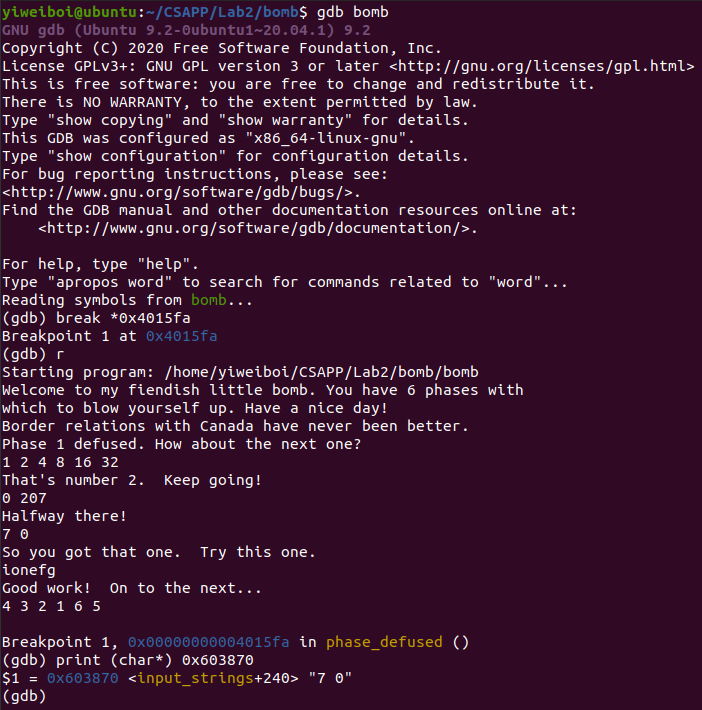 yiweiboi@ubuntu:~/CSAPP/Lab2/bomb$ gdb bomb
GNU gdb (Ubuntu 9.2-0ubuntu1~20.04.1) 9.2
Copyright (C) 2020 Free Software Foundation, Inc.
License GPLv3+: GNU GPL version 3 or later <http://gnu.org/licenses/gpl.html>
This is free software: you are free to change and redistribute it.
There is NO WARRANTY, to the extent permitted by law.
Type "show copying" and "show warranty" for details.
This GDB was configured as "x86_64-linux-gnu".
Type "show configuration" for configuration details.
For bug reporting instructions, please see:
<http://www.gnu.org/software/gdb/bugs/>.
Find the GDB manual and other documentation resources online at:
    <http://www.gnu.org/software/gdb/documentation/>.

For help, type "help".
Type "apropos word" to search for commands related to "word"...
Reading symbols from bomb...
(gdb) break *0x4015fa
Breakpoint 1 at 0x4015fa
(gdb) r
Starting program: /home/yiweiboi/CSAPP/Lab2/bomb/bomb
Welcome to my fiendish little bomb. You have 6 phases with
which to blow yourself up. Have a nice day!
Border relations with Canada have never been better.
Phase 1 defused. How about the next one?
1 2 4 8 16 32
That's number 2.  Keep going!
0 207
Halfway there!
7 0
So you got that one.  Try this one.
ionefg
Good work!  On to the next...
4 3 2 1 6 5

Breakpoint 1, 0x00000000004015fa in phase_defused ()
(gdb) print (char*) 0x603870
$1 = 0x603870 <input_strings+240> "7 0"
(gdb)